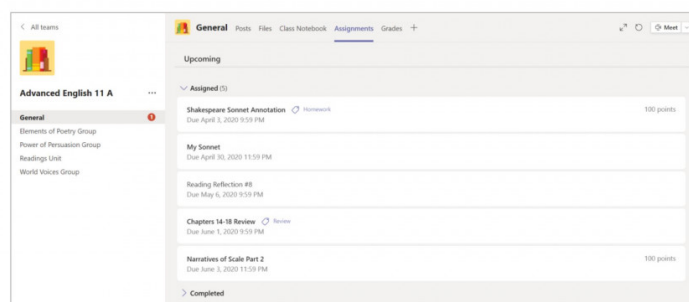 All teams
Advanced English 11 A
General
Elements of Poetry Group
Power of Persuasion Group
Readings Unit
World Voices Group
General Posts Files Class Notebook Assignments Grades +
Meet
Upcoming
Assigned (5)
Shakespeare Sonnet Annotation Homework 100 points
Due April 3, 2020 9:59 PM
My Sonnet
Due April 30, 2020 11:59 PM
Reading Reflection #8
Due May 6, 2020 9:59 PM
Chapters 14-18 Review Review
Due June 1, 2020 9:59 PM
Narratives of Scale Part 2 100 points
Due June 3, 2020 11:59 PM
Completed